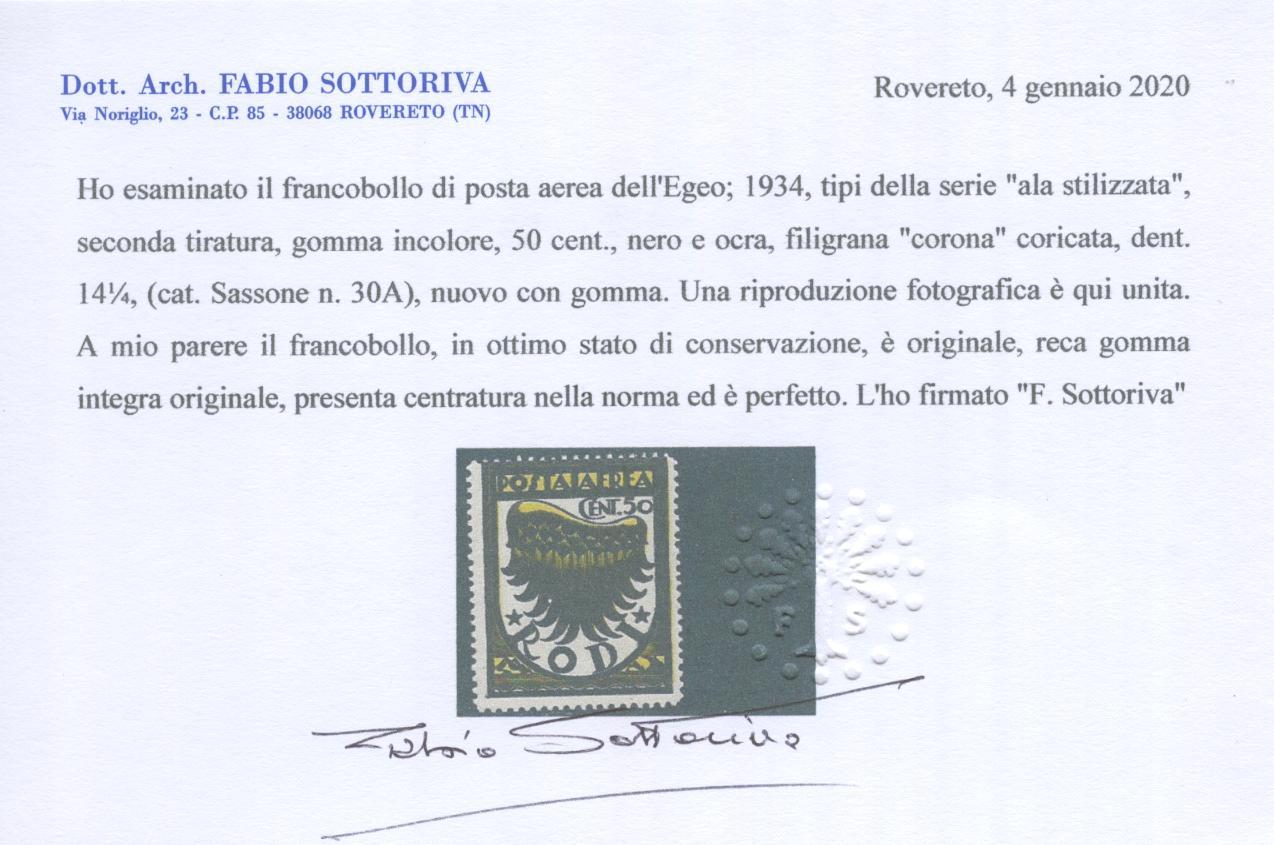 Dott. Arch. FABIO SOTTORIVA
Via Noriglio, 23 - C.P. 85 - 38068 ROVERETO (TN)
Rovereto, 4 gennaio 2020
Ho esaminato il francobollo di posta aerea dell'Egeo; 1934, tipi della serie "ala stilizzata",
seconda tiratura, gomma incolore, 50 cent., nero e ocra, filigrana "corona" coricata, dent.
14¼, (cat. Sassone n. 30A), nuovo con gomma. Una riproduzione fotografica è qui unita.
A mio parere il francobollo, in ottimo stato di conservazione, è originale, reca gomma
integra originale, presenta centratura nella norma ed è perfetto. L'ho firmato "F. Sottoriva"
POSTA AEREA
CENT.50
RODI
F S
Fabio Sottoriva